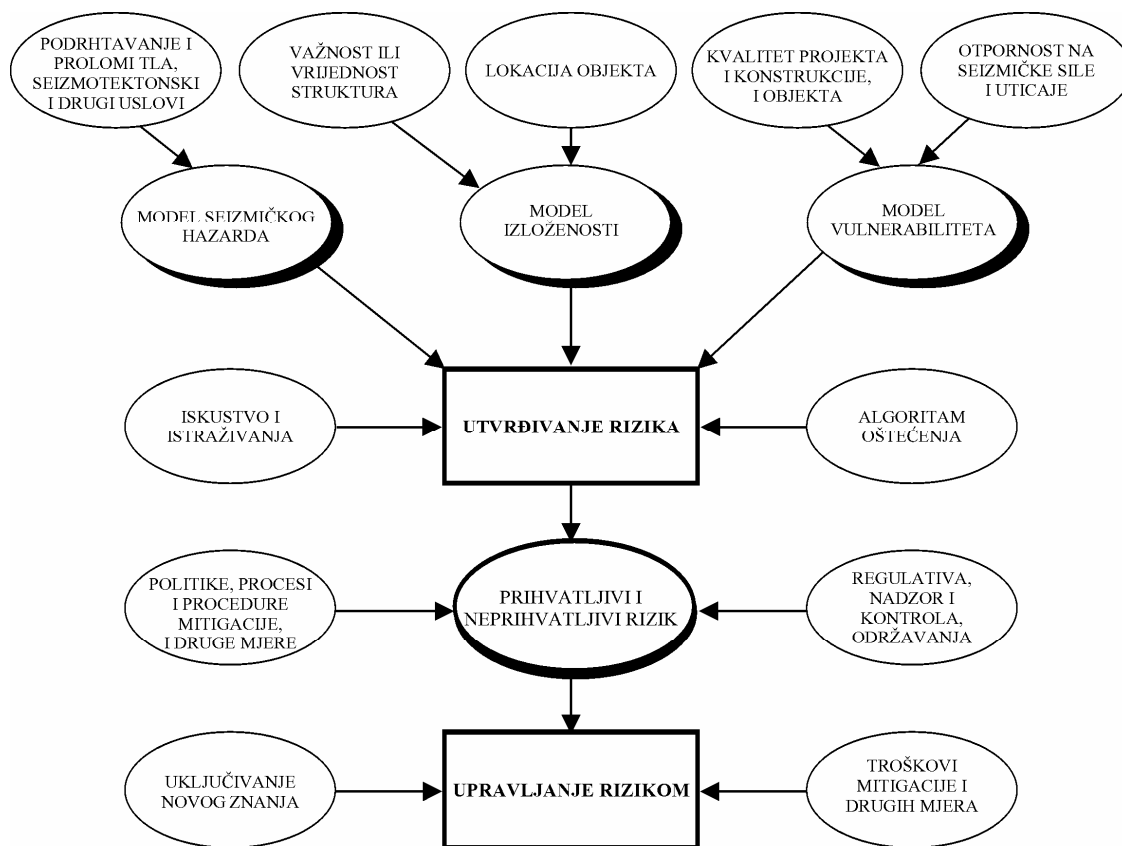 PODRHTAVANJE I
PROLOMI TLA,
SEIZMOTEKTONSKI
I DRUGI USLOVI
VAŽNOST ILI
VRIJEDNOST
STRUKTURA
LOKACIJA OBJEKTA
KVALITET PROJEKTA
I KONSTRUKCIJE,
I OBJEKTA
OTPORNOST NA
SEIZMIČKE SILE
I UTICAJE
MODEL SEIZMIČKOG
HAZARDA
MODEL
IZLOŽENOSTI
MODEL
VULNERABILITETA
ISKUSTVO I
ISTRAŽIVANJA
UTVRĐIVANJE RIZIKA
ALGORITAM
OŠTEĆENJA
POLITIKE, PROCESI
I PROCEDURE
MITIGACIJE,
I DRUGE MJERE
PRIHVATLJIVI I
NEPRIHVATLJIVI RIZIK
REGULATIVA,
NADZOR I
KONTROLA,
ODRŽAVANJA
UKLJUČIVANJE
NOVOG ZNANJA
UPRAVLJANJE RIZIKOM
TROŠKOVI
MITIGACIJE I
DRUGIH MJERA